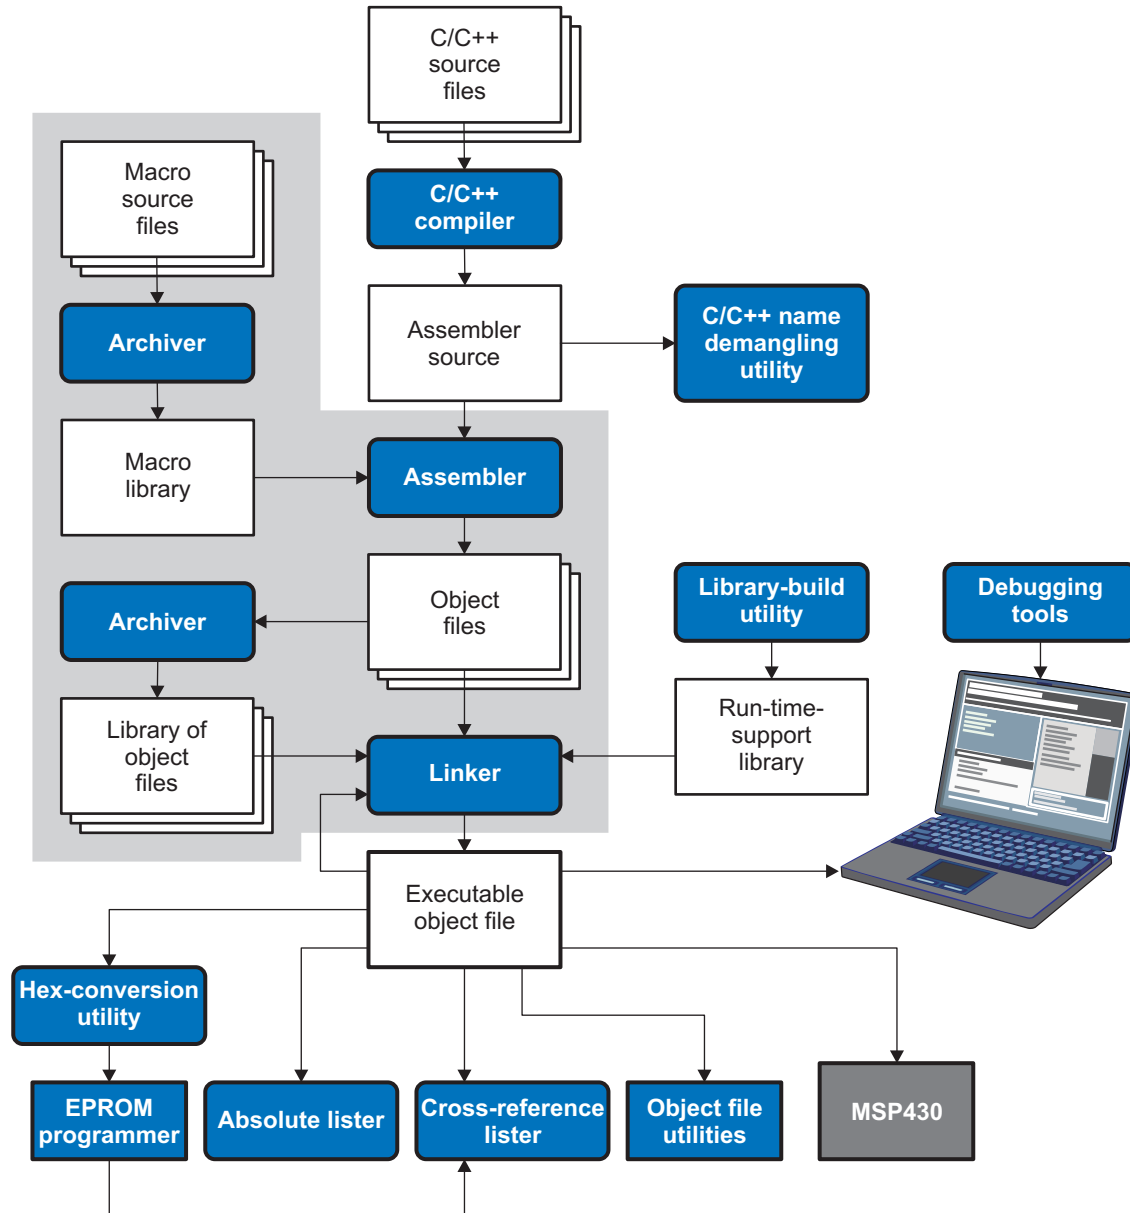 C/C++
source
files
Macro
source
files
C/C++
compiler
Archiver
Assembler
source
C/C++ name
demangling
utility
Macro
library
Assembler
Archiver
Object
files
Library-build
utility
Debugging
tools
Library of
object
files
Linker
Run-time-
support
library
Executable
object file
Hex-conversion
utility
EPROM
programmer
Absolute lister
Cross-reference
lister
Object file
utilities
MSP430